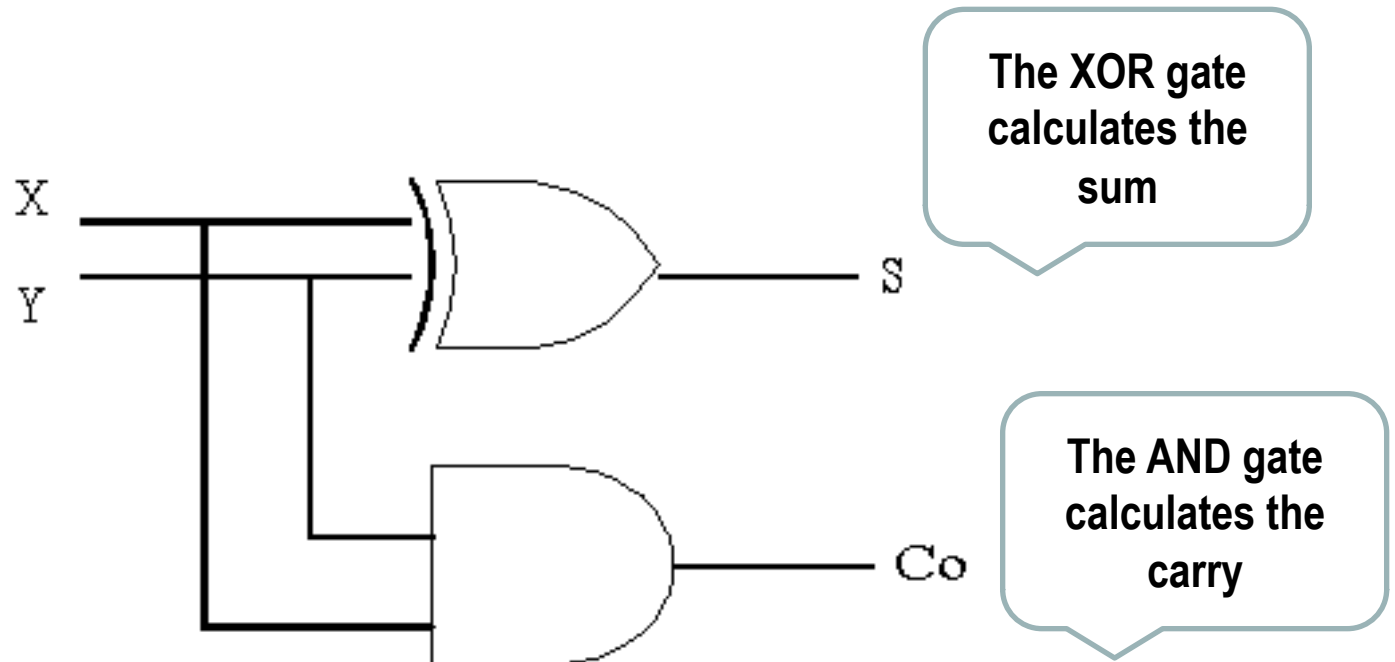 The XOR gate
calculates the
sum
X
Y
S
The AND gate
calculates the
carry
Co